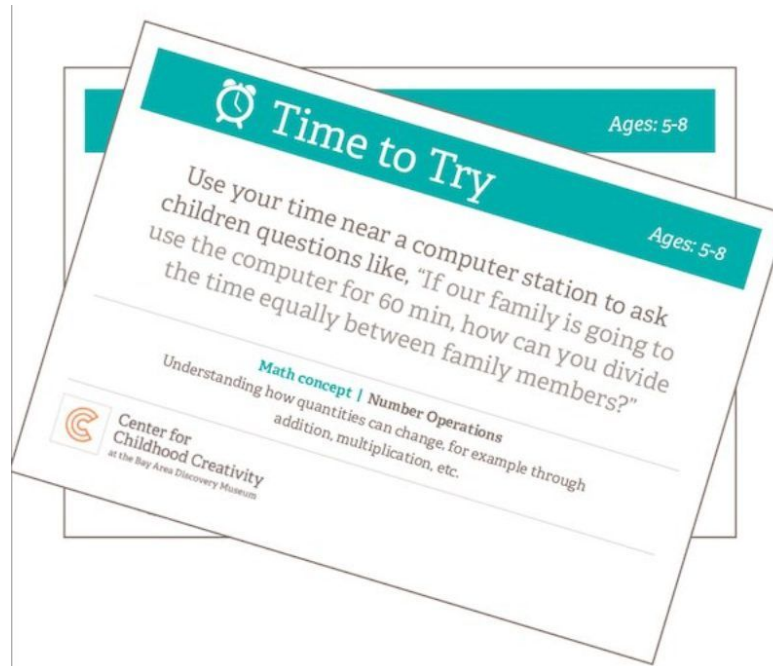 Ages: 5-8
Time to Try
Ages: 5-8
Use your time near a computer station to ask
children questions like, “If our family is going to
use the computer for 60 min, how can you divide
the time equally between family members?”
Math concept | Number Operations
Understanding how quantities can change, for example through
addition, multiplication, etc.
Center for
Childhood Creativity
at the Bay Area Discovery Museum